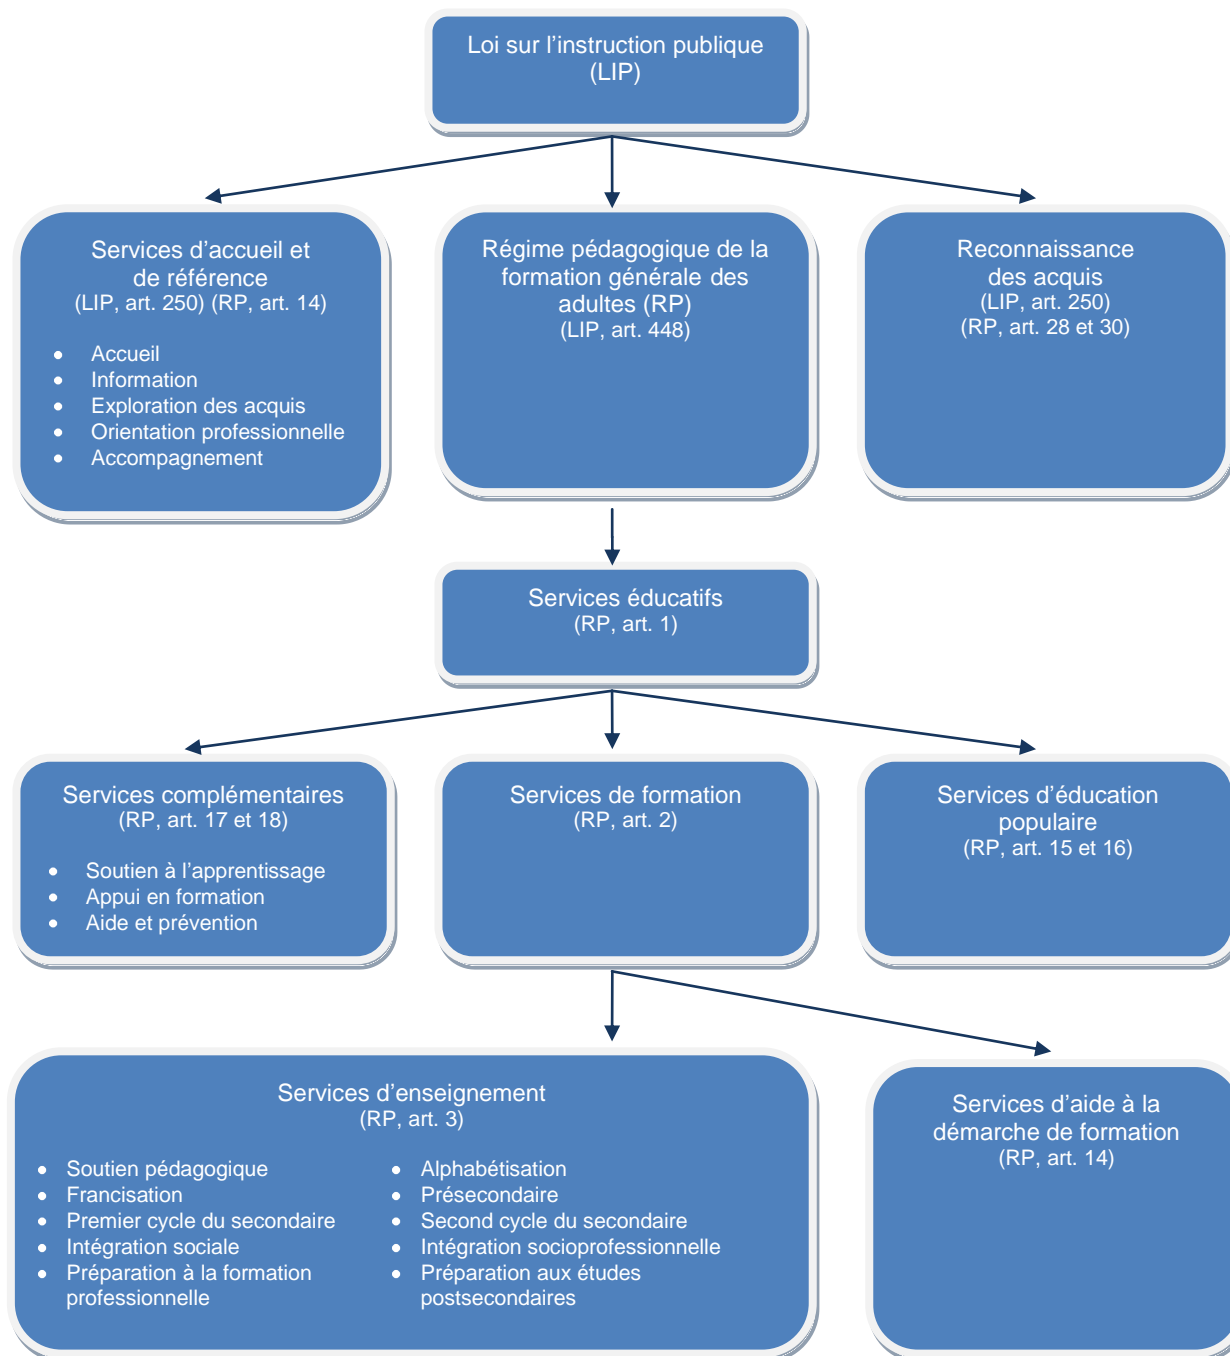 Loi sur l'instruction publique
(LIP)
Services d'accueil et
de référence
(LIP, art. 250) (RP, art. 14)
• Accueil
• Information
• Exploration des acquis
• Orientation professionnelle
• Accompagnement
Régime pédagogique de la
formation générale des
adultes (RP)
(LIP, art. 448)
Reconnaissance
des acquis
(LIP, art. 250)
(RP, art. 28 et 30)
Services éducatifs
(RP, art. 1)
Services complémentaires
(RP, art. 17 et 18)
• Soutien à l'apprentissage
• Appui en formation
• Aide et prévention
Services de formation
(RP, art. 2)
Services d'éducation
populaire
(RP, art. 15 et 16)
Services d'enseignement
(RP, art. 3)
• Soutien pédagogique
• Francisation
• Premier cycle du secondaire
• Intégration sociale
• Préparation à la formation
professionnelle
• Alphabétisation
• Présecondaire
• Second cycle du secondaire
• Intégration socioprofessionnelle
• Préparation aux études
postsecondaires
Services d'aide à la
démarche de formation
(RP, art. 14)